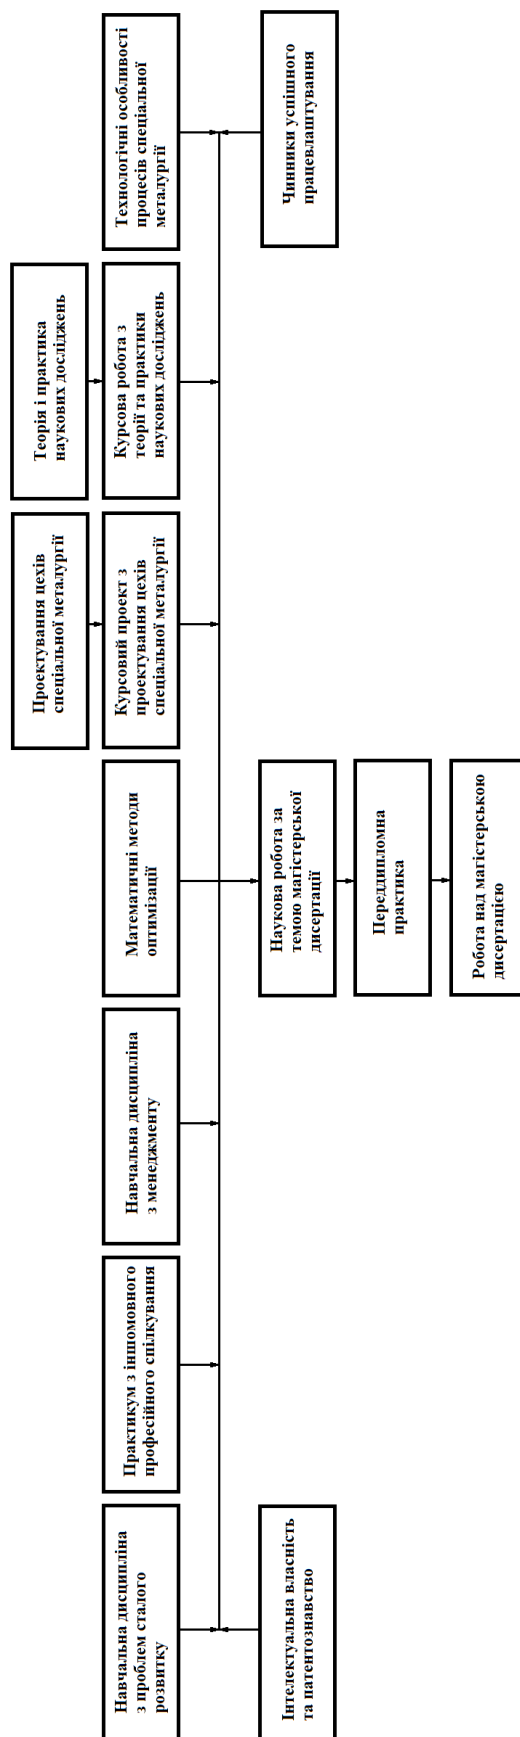 Проектування цехів
спеціальної металургії
Теорія і практика
наукових досліджень
Навчальна дисципліна
з проблем сталого
розвитку
Практикум з іншомовного
професійного спілкування
Навчальна дисципліна
з менеджменту
Математичні методи
оптимізації
Курсовий проект з
проектування цехів
спеціальної металургії
Курсова робота з
теорії та практики
наукових досліджень
Технологічні особливості
процесів спеціальної
металургії
Інтелектуальна власність
та патентознавство
Наукова робота за
темою магістерської
дисертації
Чинники успішного
працевлаштування
Переддипломна
практика
Робота над магістерською
дисертацією